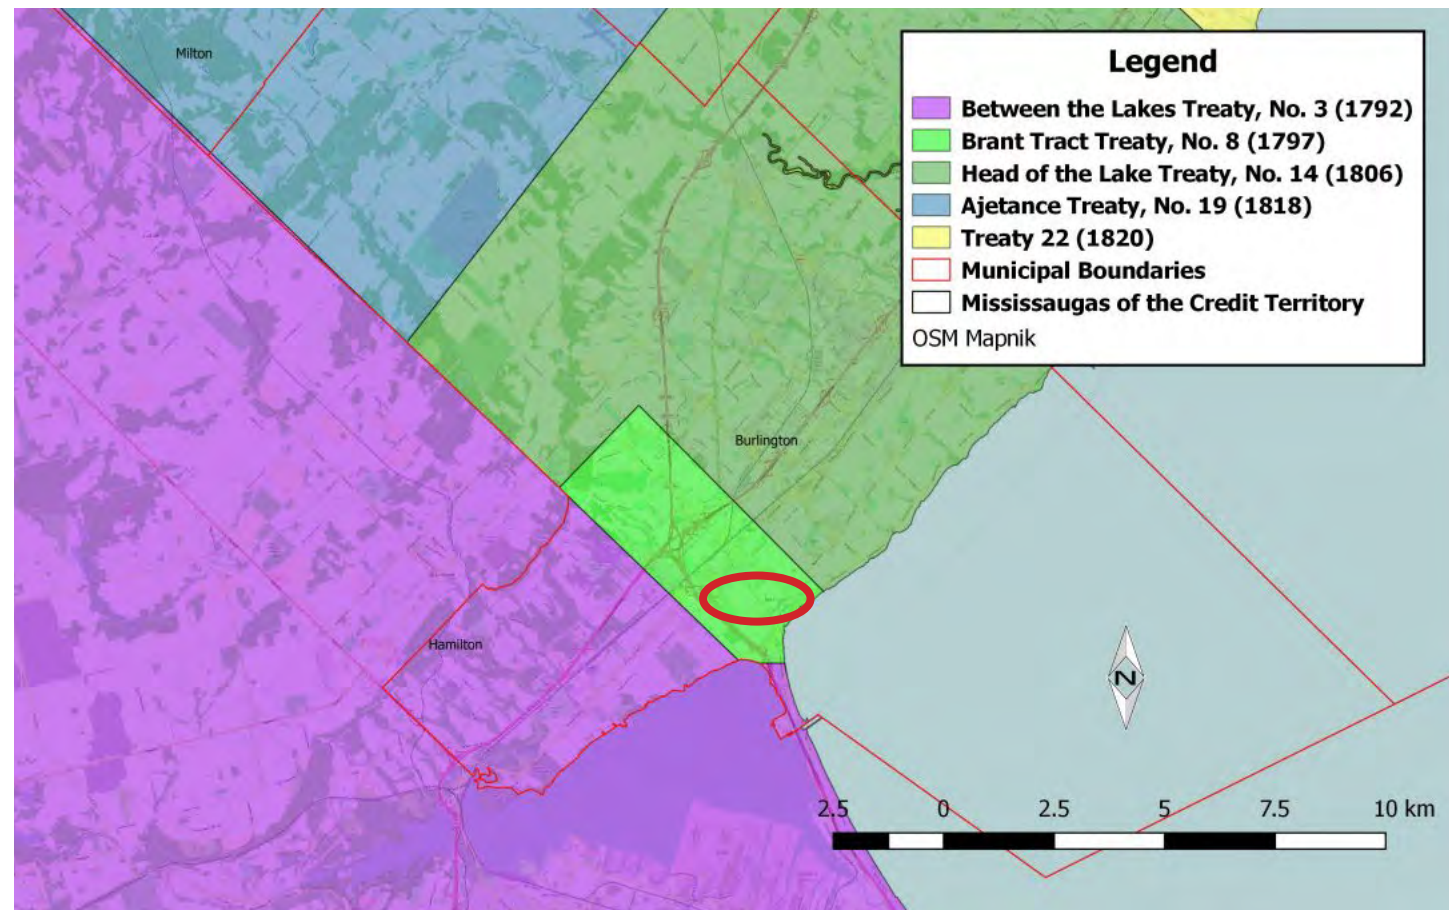 Milton
Legend
Between the Lakes Treaty, No. 3 (1792)
Brant Tract Treaty, No. 8 (1797)
Head of the Lake Treaty, No. 14 (1806)
Ajetance Treaty, No. 19 (1818)
Treaty 22 (1820)
Municipal Boundaries
Mississaugas of the Credit Territory
OSM Mapnik
Burlington
Hamilton
N
2.5 0 2.5 5 7.5 10 km